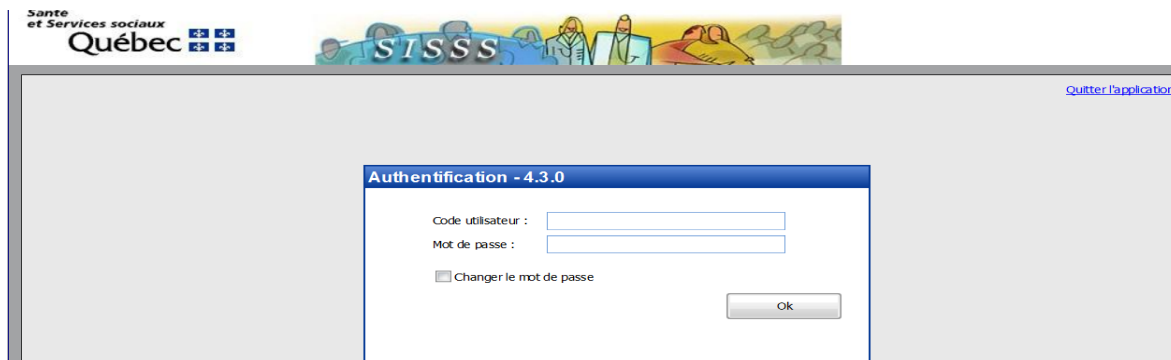 Santé
et Services sociaux
Québec
SISSS
Quitter l'application
Authentification - 4.3.0
Code utilisateur :
Mot de passe :
Changer le mot de passe
Ok